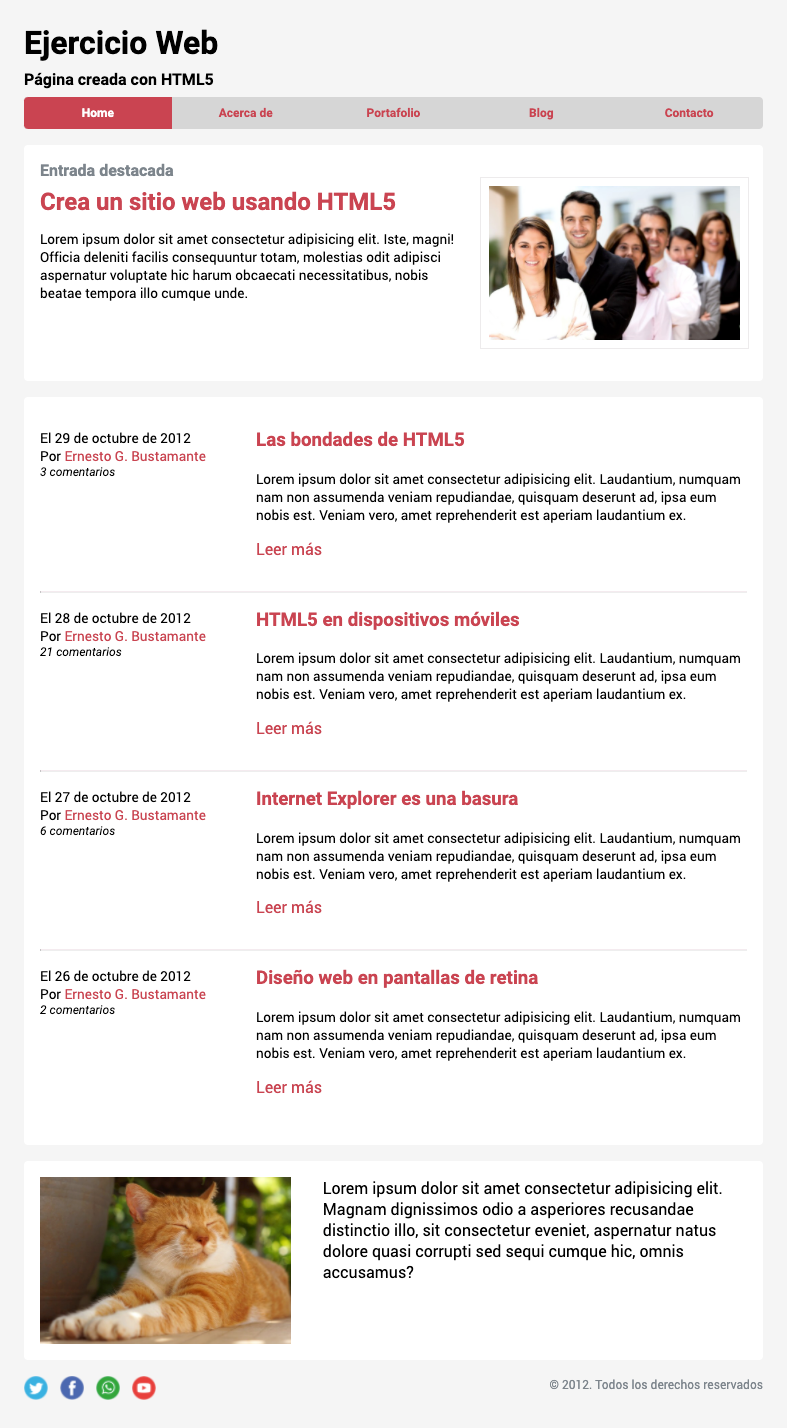 Ejercicio Web
Página creada con HTML5
Home
Acerca de
Portafolio
Blog
Contacto
Entrada destacada
Crea un sitio web usando HTML5
Lorem ipsum dolor sit amet consectetur adipisicing elit. Iste, magni!
Officia deleniti facilis consequuntur totam, molestias odit adipisci
aspernatur voluptate hic harum obcaecati necessitatibus, nobis
beatae tempora illo cumque unde.
El 29 de octubre de 2012
Por Ernesto G. Bustamante
3 comentarios
Las bondades de HTML5
Lorem ipsum dolor sit amet consectetur adipisicing elit. Laudantium, numquam
nam non assumenda veniam repudiandae, quisquam deserunt ad, ipsa eum
nobis est. Veniam vero, amet reprehenderit est aperiam laudantium ex.
Leer más
El 28 de octubre de 2012
Por Ernesto G. Bustamante
21 comentarios
HTML5 en dispositivos móviles
Lorem ipsum dolor sit amet consectetur adipisicing elit. Laudantium, numquam
nam non assumenda veniam repudiandae, quisquam deserunt ad, ipsa eum
nobis est. Veniam vero, amet reprehenderit est aperiam laudantium ex.
Leer más
El 27 de octubre de 2012
Por Ernesto G. Bustamante
6 comentarios
Internet Explorer es una basura
Lorem ipsum dolor sit amet consectetur adipisicing elit. Laudantium, numquam
nam non assumenda veniam repudiandae, quisquam deserunt ad, ipsa eum
nobis est. Veniam vero, amet reprehenderit est aperiam laudantium ex.
Leer más
El 26 de octubre de 2012
Por Ernesto G. Bustamante
2 comentarios
Diseño web en pantallas de retina
Lorem ipsum dolor sit amet consectetur adipisicing elit. Laudantium, numquam
nam non assumenda veniam repudiandae, quisquam deserunt ad, ipsa eum
nobis est. Veniam vero, amet reprehenderit est aperiam laudantium ex.
Leer más
Lorem ipsum dolor sit amet consectetur adipisicing elit.
Magnam dignissimos odio a asperiores recusandae
distinctio illo, sit consectetur eveniet, aspernatur natus
dolore quasi corrupti sed sequi cumque hic, omnis
accusamus?
© 2012. Todos los derechos reservados